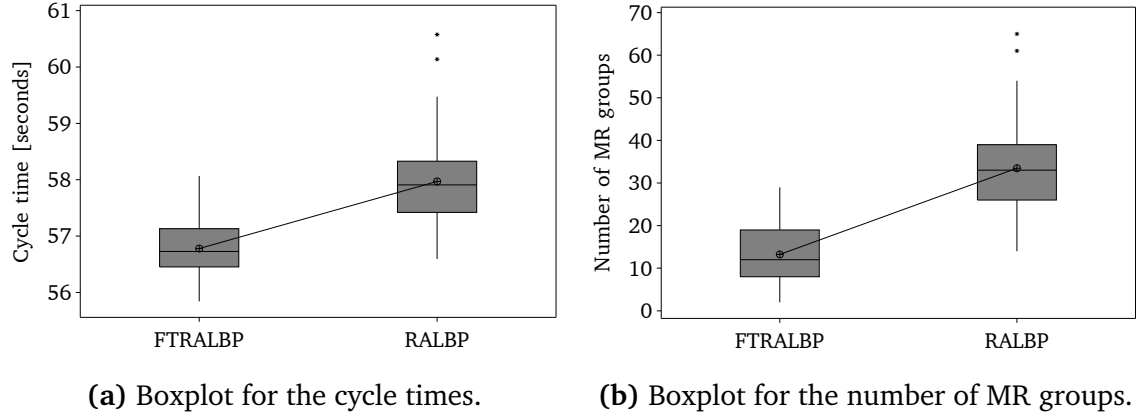 Cycle time [seconds]
61
60
59
58
57
56
FTRALBP RALBP
(a) Boxplot for the cycle times.
Number of MR groups
70
60
50
40
30
20
10
0
FTRALBP RALBP
(b) Boxplot for the number of MR groups.